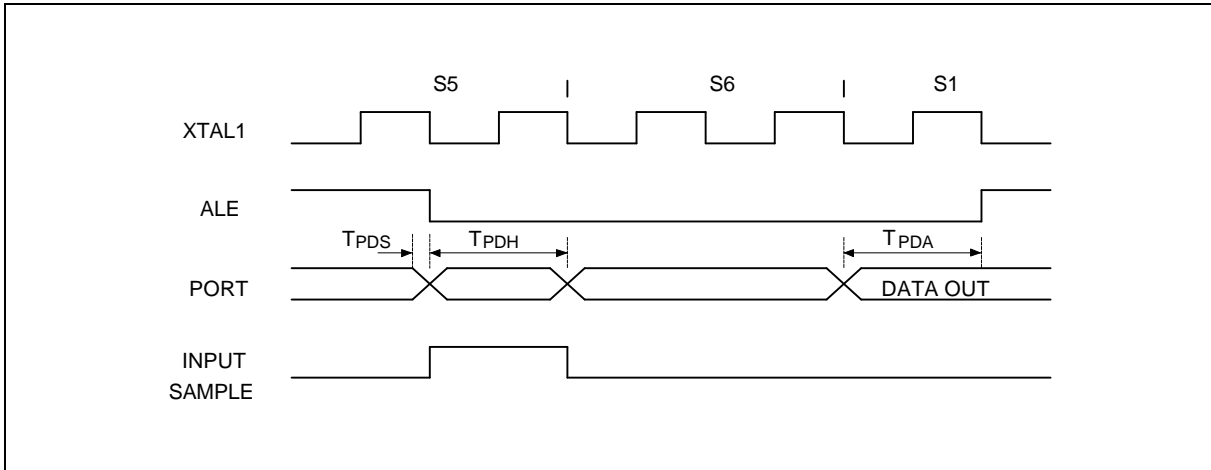 S5 | S6 | S1
XTAL1
ALE
TPDS TPDH TPDA
PORT DATA OUT
INPUT
SAMPLE